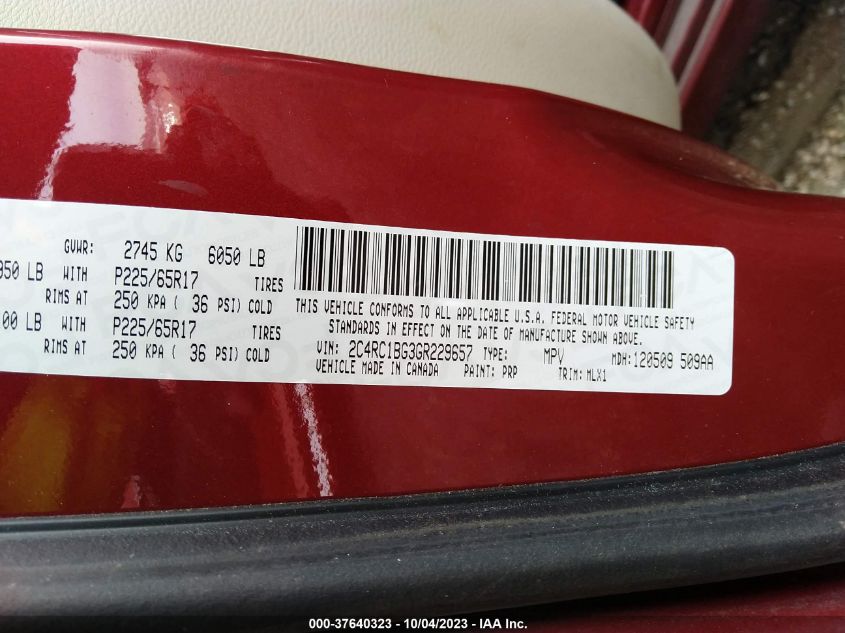 GVWR: 2745 KG 6050 LB
950 LB WITH P225/65R17 TIRES
RIMS AT 250 KPA ( 36 PSI) COLD
00 LB WITH P225/65R17 TIRES
RIMS AT 250 KPA ( 36 PSI) COLD
THIS VEHICLE CONFORMS TO ALL APPLICABLE U.S.A. FEDERAL MOTOR VEHICLE SAFETY
STANDARDS IN EFFECT ON THE DATE OF MANUFACTURE SHOWN ABOVE.
VIN: 2C4RC1BG3GR229657 TYPE: MPV MDH:120509 509AA
VEHICLE MADE IN CANADA PAINT: PRP TRIM: MLX1
000-37640323 - 10/04/2023 - IAA Inc.